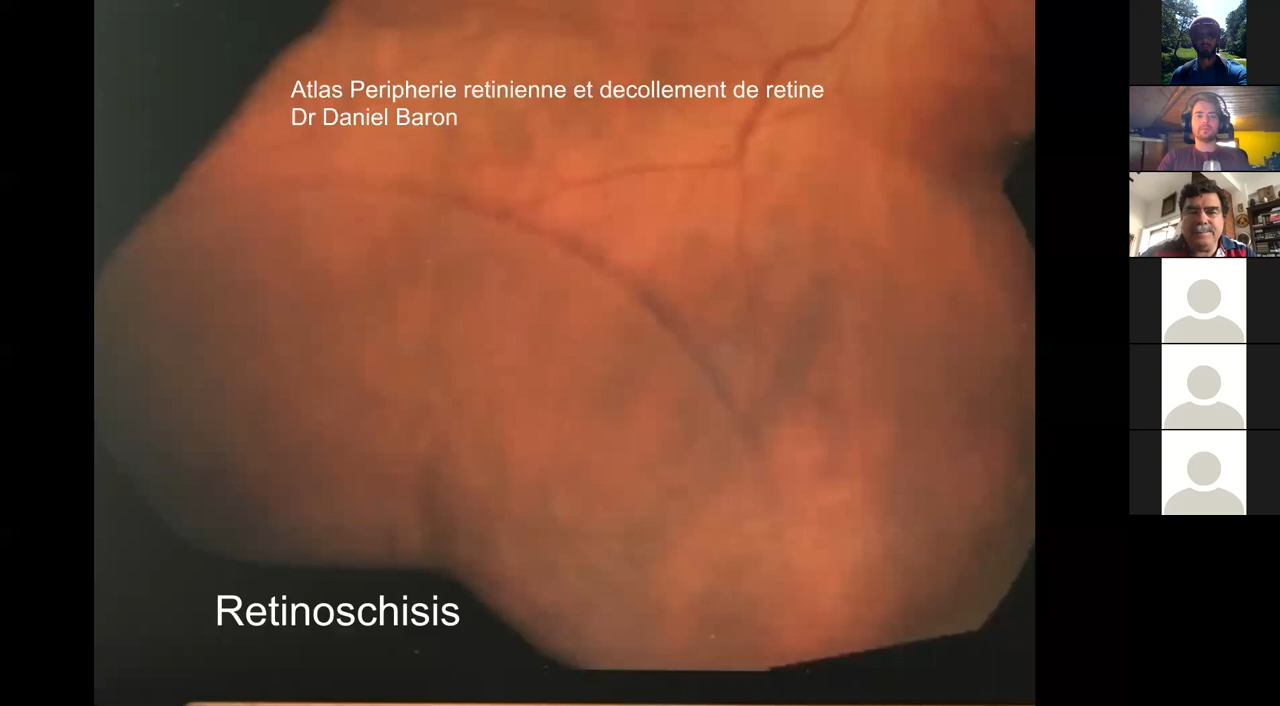 Atlas Peripherie retinienne et decollement de retine
Dr Daniel Baron
Retinoschisis